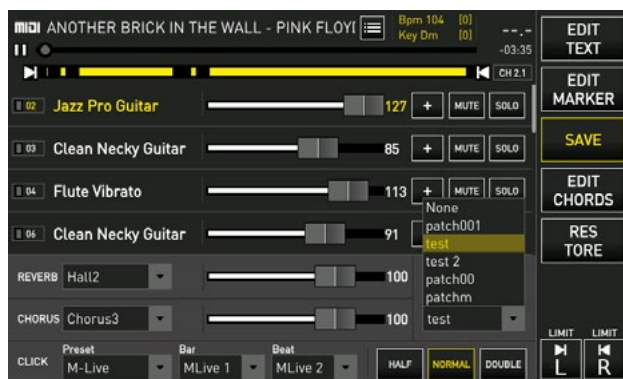 MIDI ANOTHER BRICK IN THE WALL - PINK FLOY
Bpm 104 [0]
Key Dm [0]
---.-
-03:35
CH 2.1
02 Jazz Pro Guitar 127 + MUTE SOLO
03 Clean Necky Guitar 85 + MUTE SOLO
04 Flute Vibrato 113 + MUTE SOLO
06 Clean Necky Guitar 91
None
patch001
test
test 2
patch00
patchm
test
REVERB Hall2 100
CHORUS Chorus3 100
CLICK
Preset
M-Live
Bar
MLive 1
Beat
MLive 2
HALF NORMAL DOUBLE
EDIT
TEXT
EDIT
MARKER
SAVE
EDIT
CHORDS
RES
TORE
LIMIT LIMIT
L R